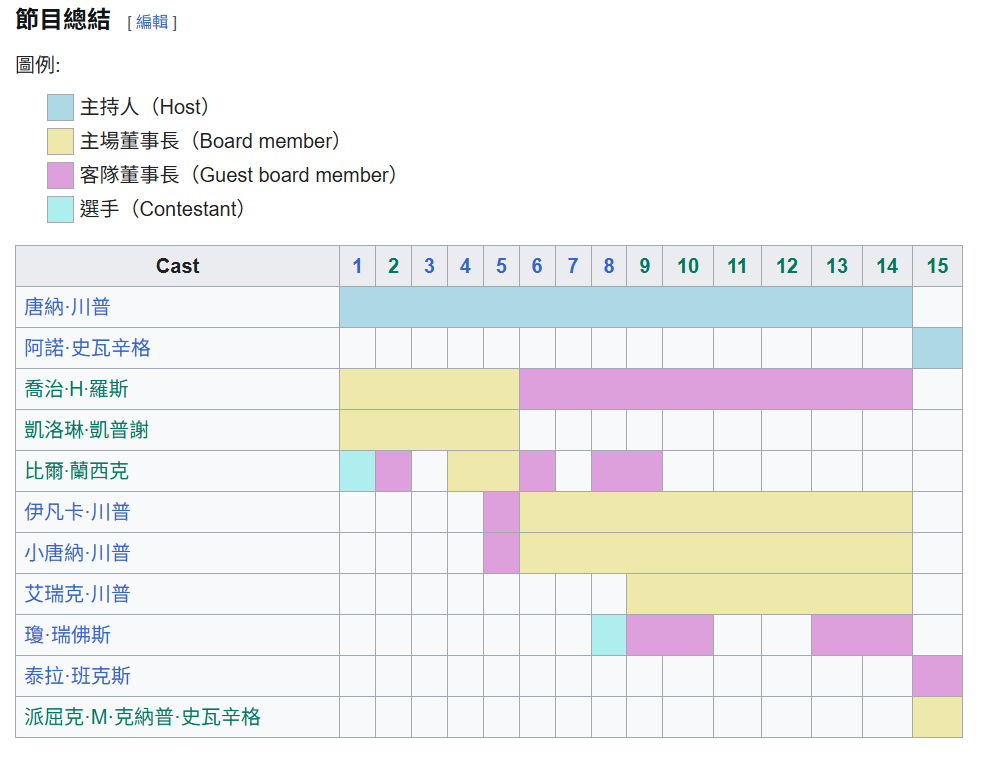 節目總結 [編輯]
圖例:
主持人（Host）
主場董事長（Board member）
客隊董事長（Guest board member）
選手（Contestant）
Cast 1 2 3 4 5 6 7 8 9 10 11 12 13 14 15
唐納·川普
阿諾·史瓦辛格
喬治·H·羅斯
凱洛琳·凱普謝
比爾·蘭西克
伊凡卡·川普
小唐納·川普
艾瑞克·川普
瓊·瑞佛斯
泰拉·班克斯
派屈克·M·克納普·史瓦辛格